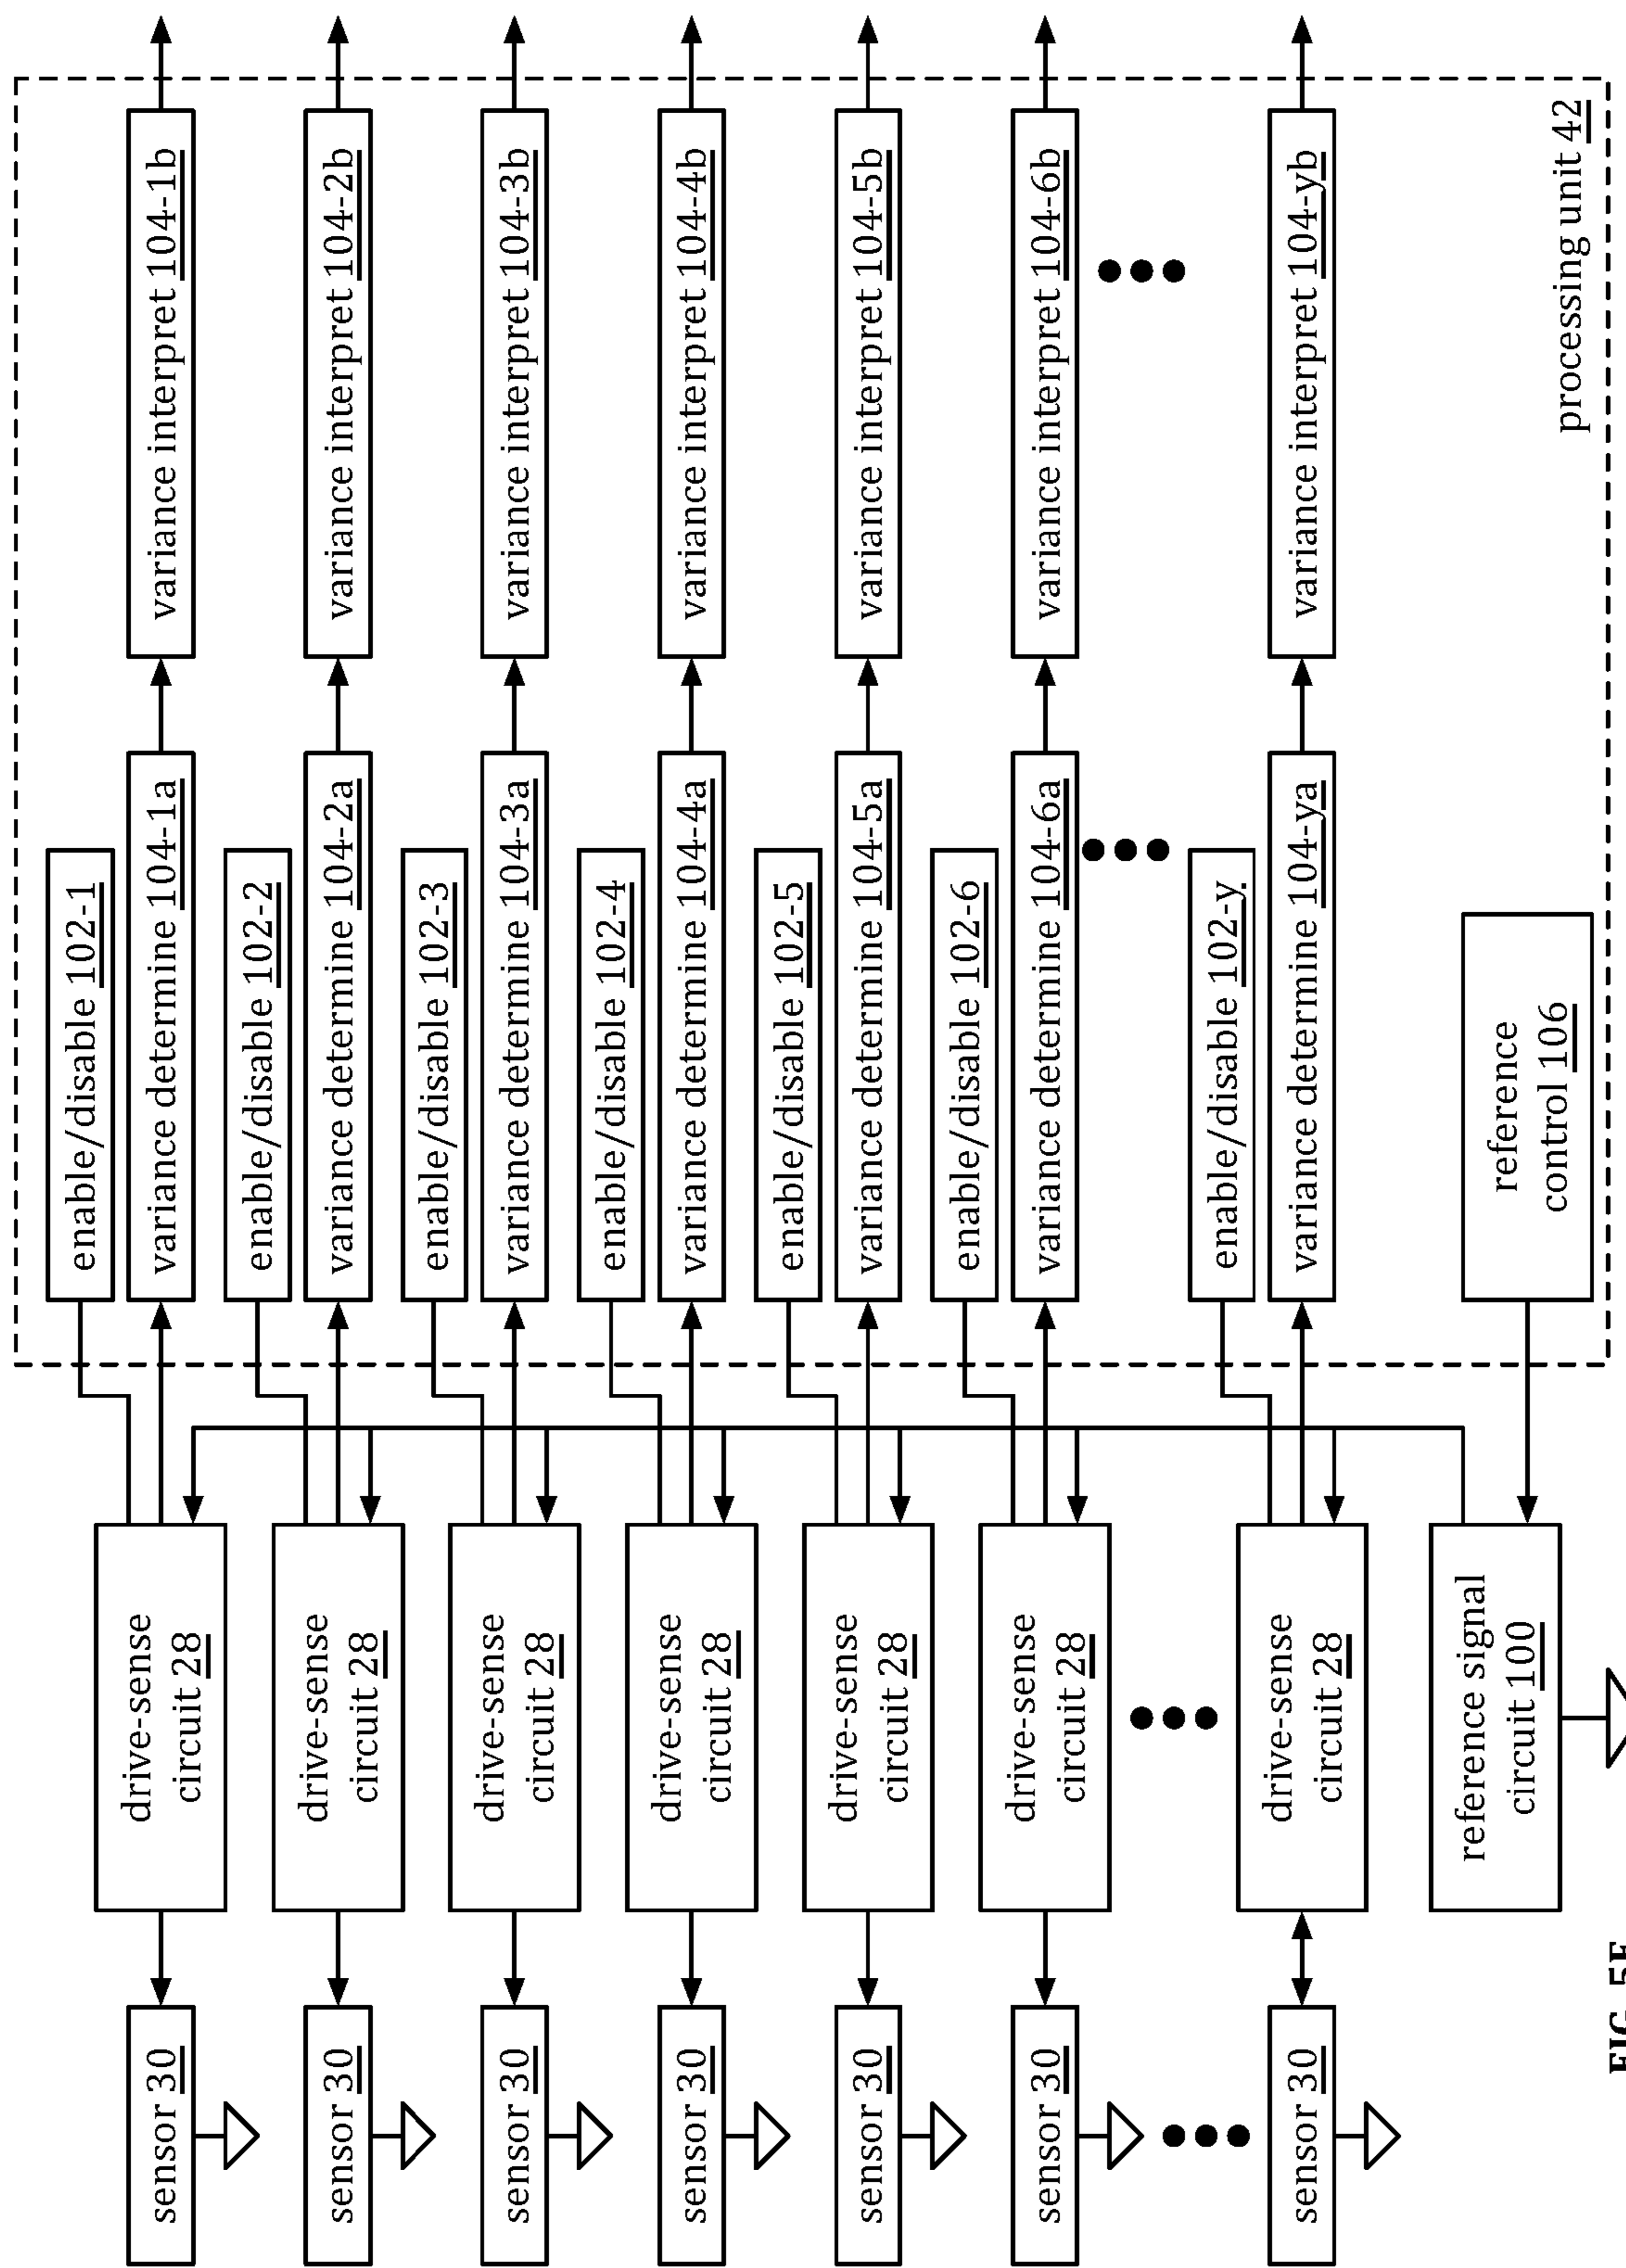 enable/disable 102-1
sensor 30
drive-sense
circuit 28
variance determine 104-1a
variance interpret 104-1b
enable/disable 102-2
sensor 30
drive-sense
circuit 28
variance determine 104-2a
variance interpret 104-2b
enable/disable 102-3
sensor 30
drive-sense
circuit 28
variance determine 104-3a
variance interpret 104-3b
enable/disable 102-4
sensor 30
drive-sense
circuit 28
variance determine 104-4a
variance interpret 104-4b
enable/disable 102-5
sensor 30
drive-sense
circuit 28
variance determine 104-5a
variance interpret 104-5b
enable/disable 102-6
sensor 30
drive-sense
circuit 28
variance determine 104-6a
variance interpret 104-6b
enable/disable 102-y
sensor 30
drive-sense
circuit 28
variance determine 104-ya
variance interpret 104-yb
reference signal
circuit 100
reference
control 106
processing unit 42